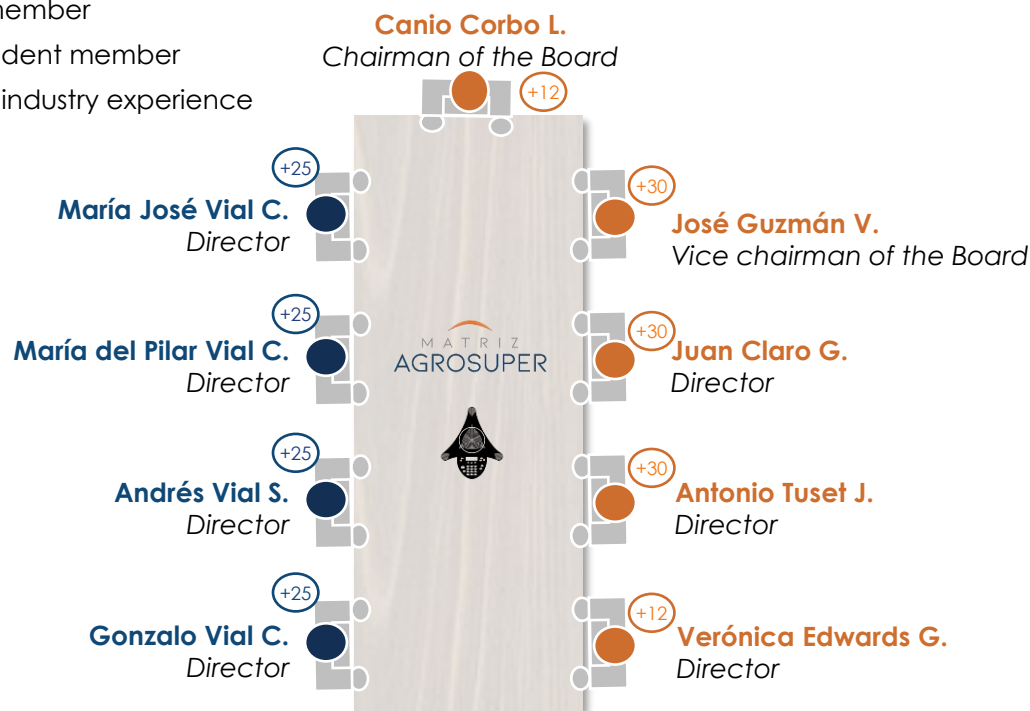 member
dent member
industry experience
Canio Corbo L.
Chairman of the Board
+12
+25
María José Vial C.
Director
+30
José Guzmán V.
Vice chairman of the Board
+25
María del Pilar Vial C.
Director
+30
Juan Claro G.
Director
MATRIZ
AGROSUPER
+25
Andrés Vial S.
Director
+30
Antonio Tuset J.
Director
+25
Gonzalo Vial C.
Director
+12
Verónica Edwards G.
Director